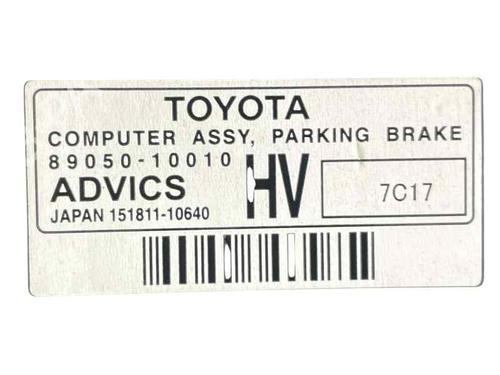 TOYOTA
COMPUTER ASSY, PARKING BRAKE
89050-10010
ADVICS HV 7C17
JAPAN 151811-10640